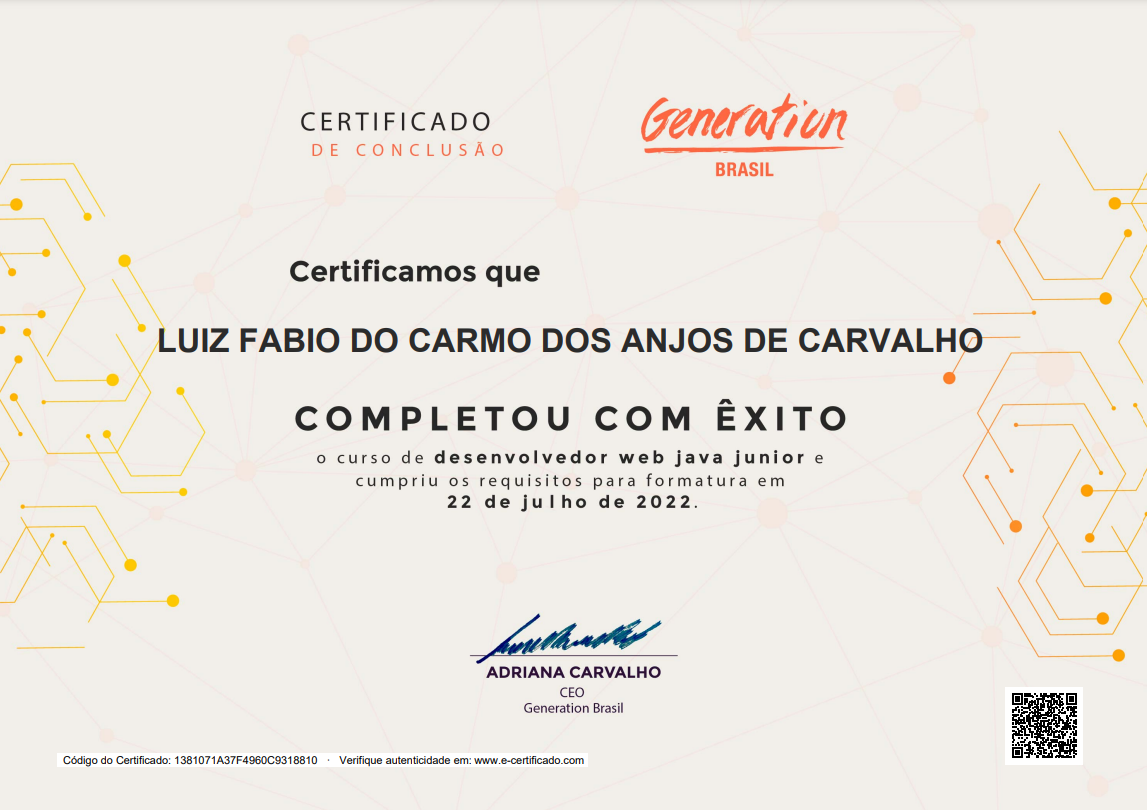 CERTIFICADO
DE CONCLUSÃO
Generation
BRASIL
Certificamos que
LUIZ FABIO DO CARMO DOS ANJOS DE CARVALHO
COMPLETOU COM ÊXITO
o curso de desenvolvedor web java junior e
cumpriu os requisitos para formatura em
22 de julho de 2022.
ADRIANA CARVALHO
CEO
Generation Brasil
Código do Certificado: 1381071A37F4960C9318810 · Verifique autenticidade em: www.e-certificado.com